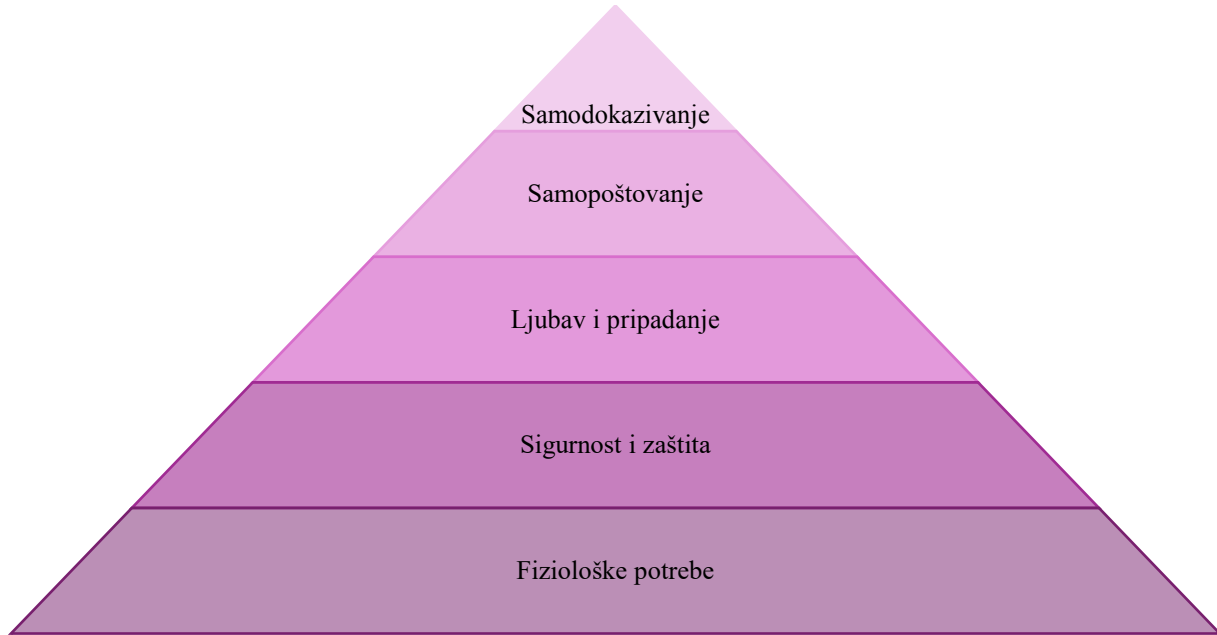 Samodokazivanje
Samopoštovanje
Ljubav i pripadanje
Sigurnost i zaštita
Fiziološke potrebe